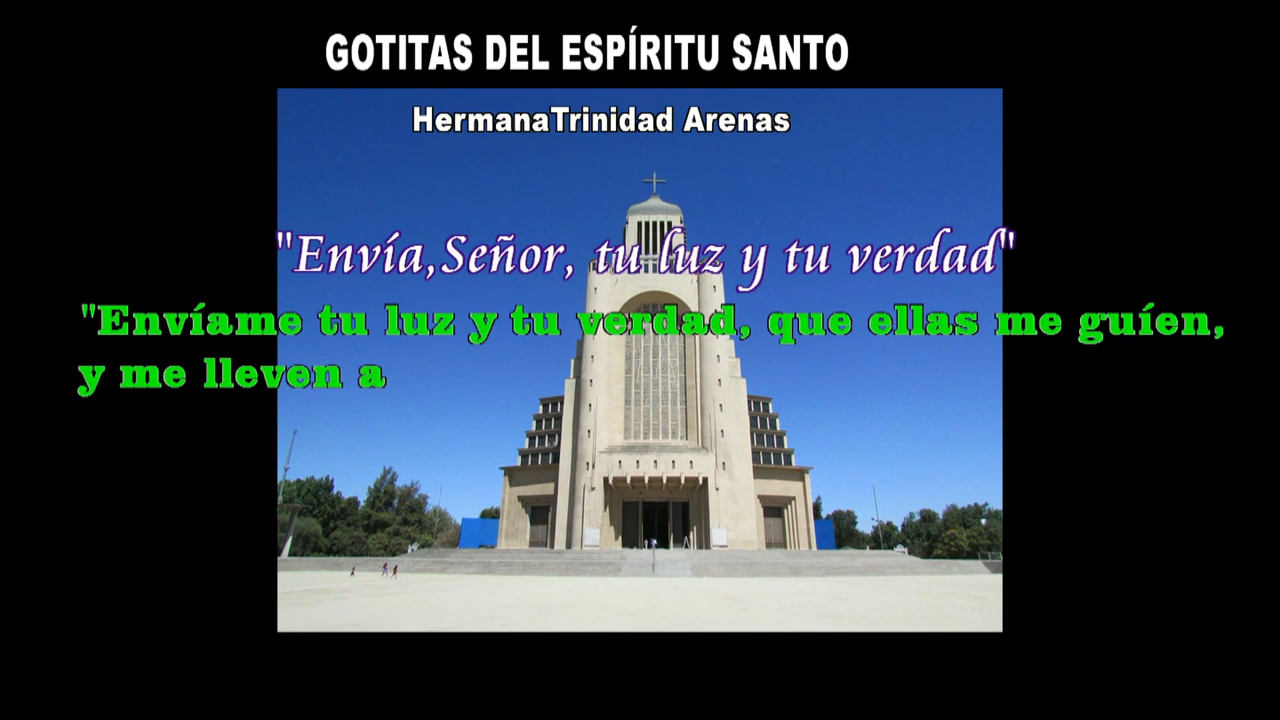 GOTITAS DEL ESPÍRITU SANTO
HermanaTrinidad Arenas
"Envía,Señor, tu luz y tu verdad"
"Envíame tu luz y tu verdad, que ellas me guíen,
y me lleven a